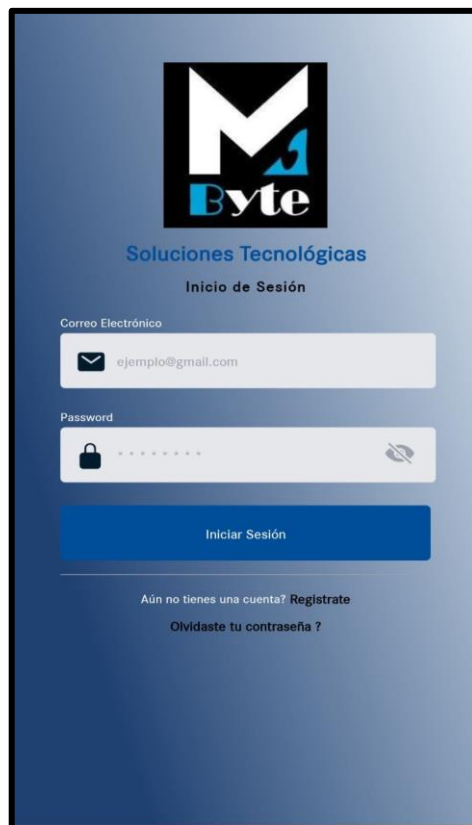 M
Byte
Soluciones Tecnológicas
Inicio de Sesión
Correo Electrónico
ejemplo@gmail.com
Password
Iniciar Sesión
Aún no tienes una cuenta? Registrate
Olvidaste tu contraseña ?